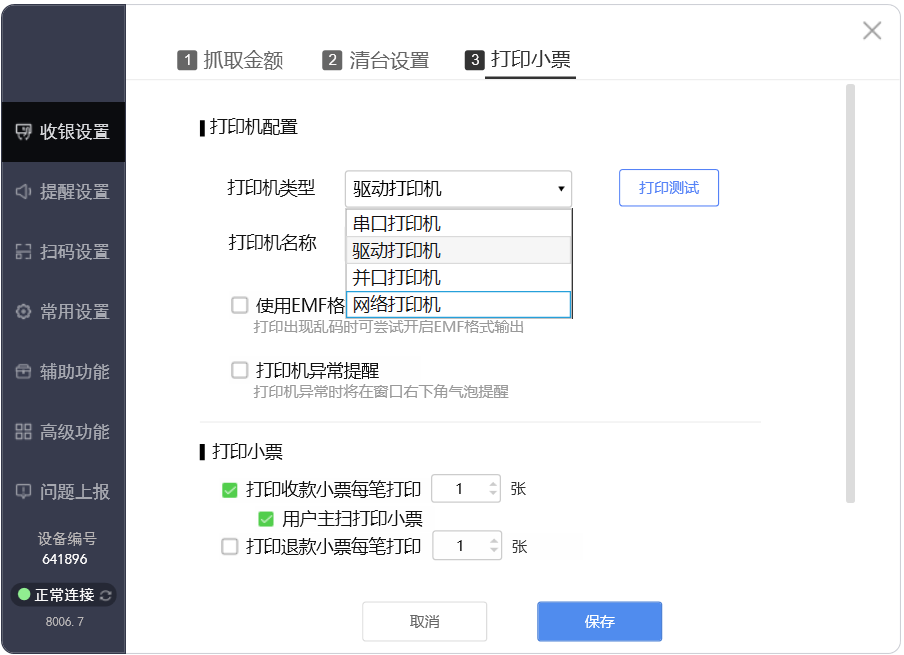 1 抓取金额 2 清台设置 3 打印小票
收银设置
提醒设置
扫码设置
常用设置
辅助功能
高级功能
问题上报
设备编号
641896
正常连接
8006.7
打印机配置
打印机类型 驱动打印机 打印测试
串口打印机
驱动打印机
并口打印机
网络打印机
打印机名称
使用EMF格
打印出现乱码时可尝试开启EMF格式输出
打印机异常提醒
打印机异常时将在窗口右下角气泡提醒
打印小票
打印收款小票每笔打印 1 张
用户主扫打印小票
打印退款小票每笔打印 1 张
取消 保存